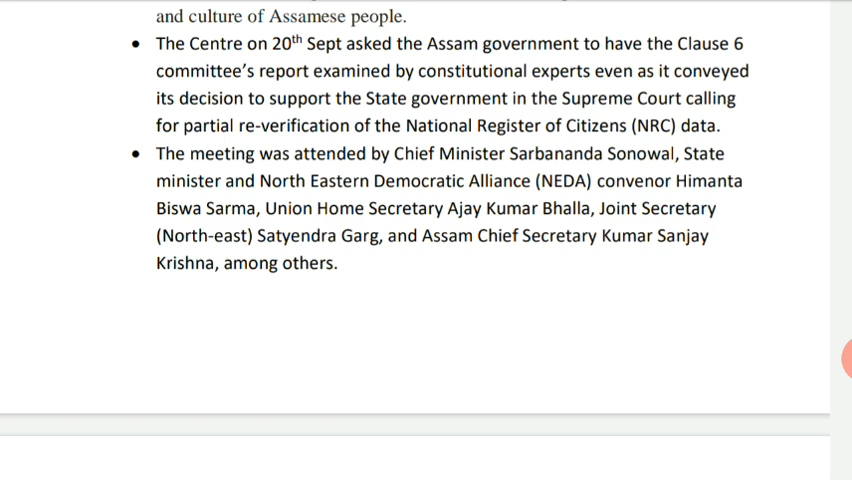 and culture of Assamese people.
• The Centre on 20th Sept asked the Assam government to have the Clause 6
committee's report examined by constitutional experts even as it conveyed
its decision to support the State government in the Supreme Court calling
for partial re-verification of the National Register of Citizens (NRC) data.
• The meeting was attended by Chief Minister Sarbananda Sonowal, State
minister and North Eastern Democratic Alliance (NEDA) convenor Himanta
Biswa Sarma, Union Home Secretary Ajay Kumar Bhalla, Joint Secretary
(North-east) Satyendra Garg, and Assam Chief Secretary Kumar Sanjay
Krishna, among others.